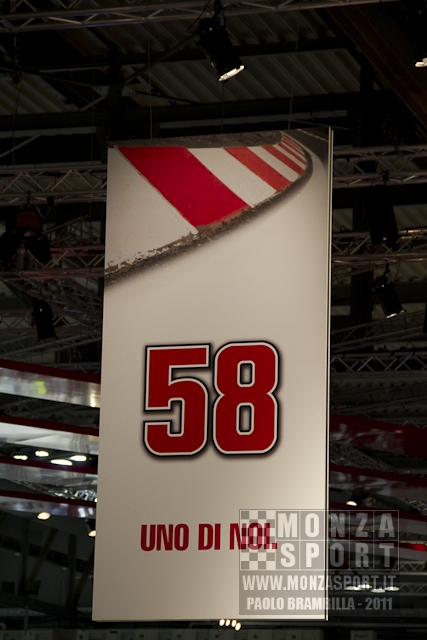 58
UNO DI NOI.
MONZA
SPORT
WWW.MONZASPORT.IT
PAOLO BRAMBILLA - 2011